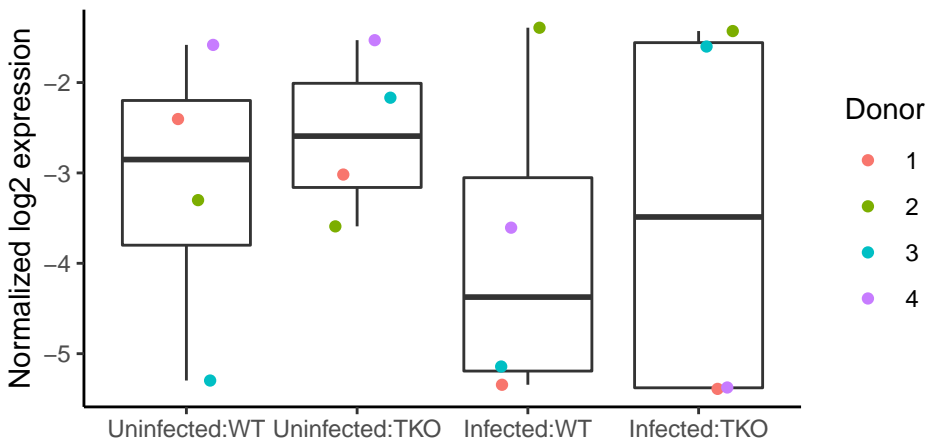 Normalized log2 expression
−2
−3
−4
−5
Uninfected:WT Uninfected:TKO Infected:WT Infected:TKO
Donor
1
2
3
4